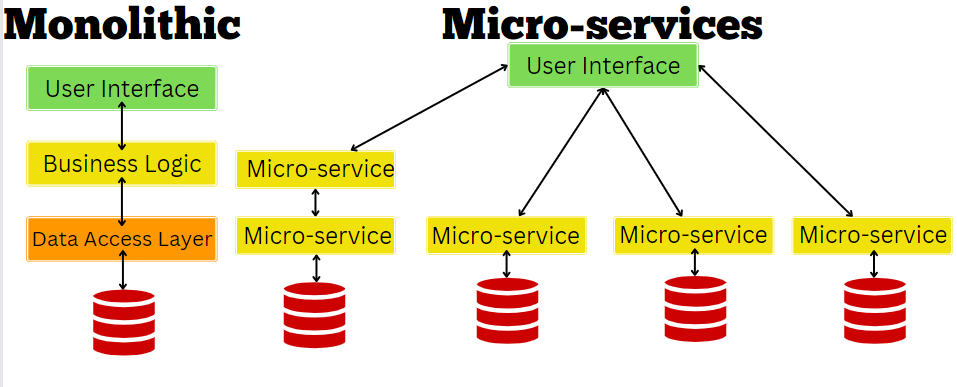 Monolithic
User Interface
Business Logic
Data Access Layer
Micro-services
User Interface
Micro-service
Micro-service
Micro-service
Micro-service
Micro-service